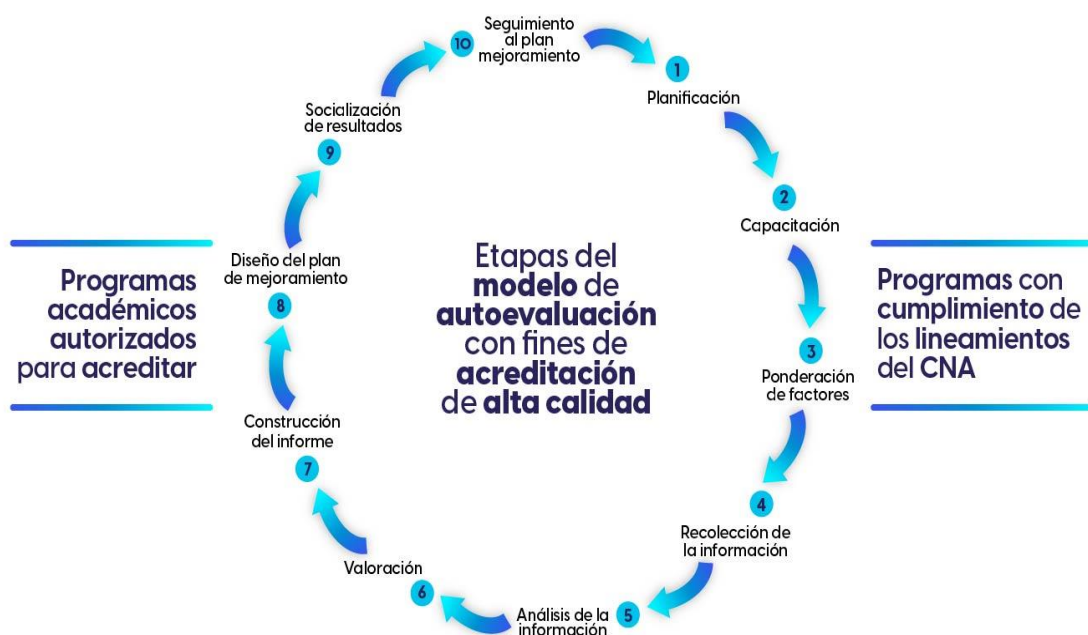 Etapas del
modelo de
autoevaluación
con fines de
acreditación
de alta calidad
Programas
académicos
autorizados
para acreditar
Programas con
cumplimiento de
los lineamientos
del CNA
1
Planificación
2
Capacitación
3
Ponderación
de factores
4
Recolección de
la información
5
Análisis de la
información
6
Valoración
7
Construcción
del informe
8
Diseño del plan
de mejoramiento
9
Socialización
de resultados
10
Seguimiento
al plan
mejoramiento